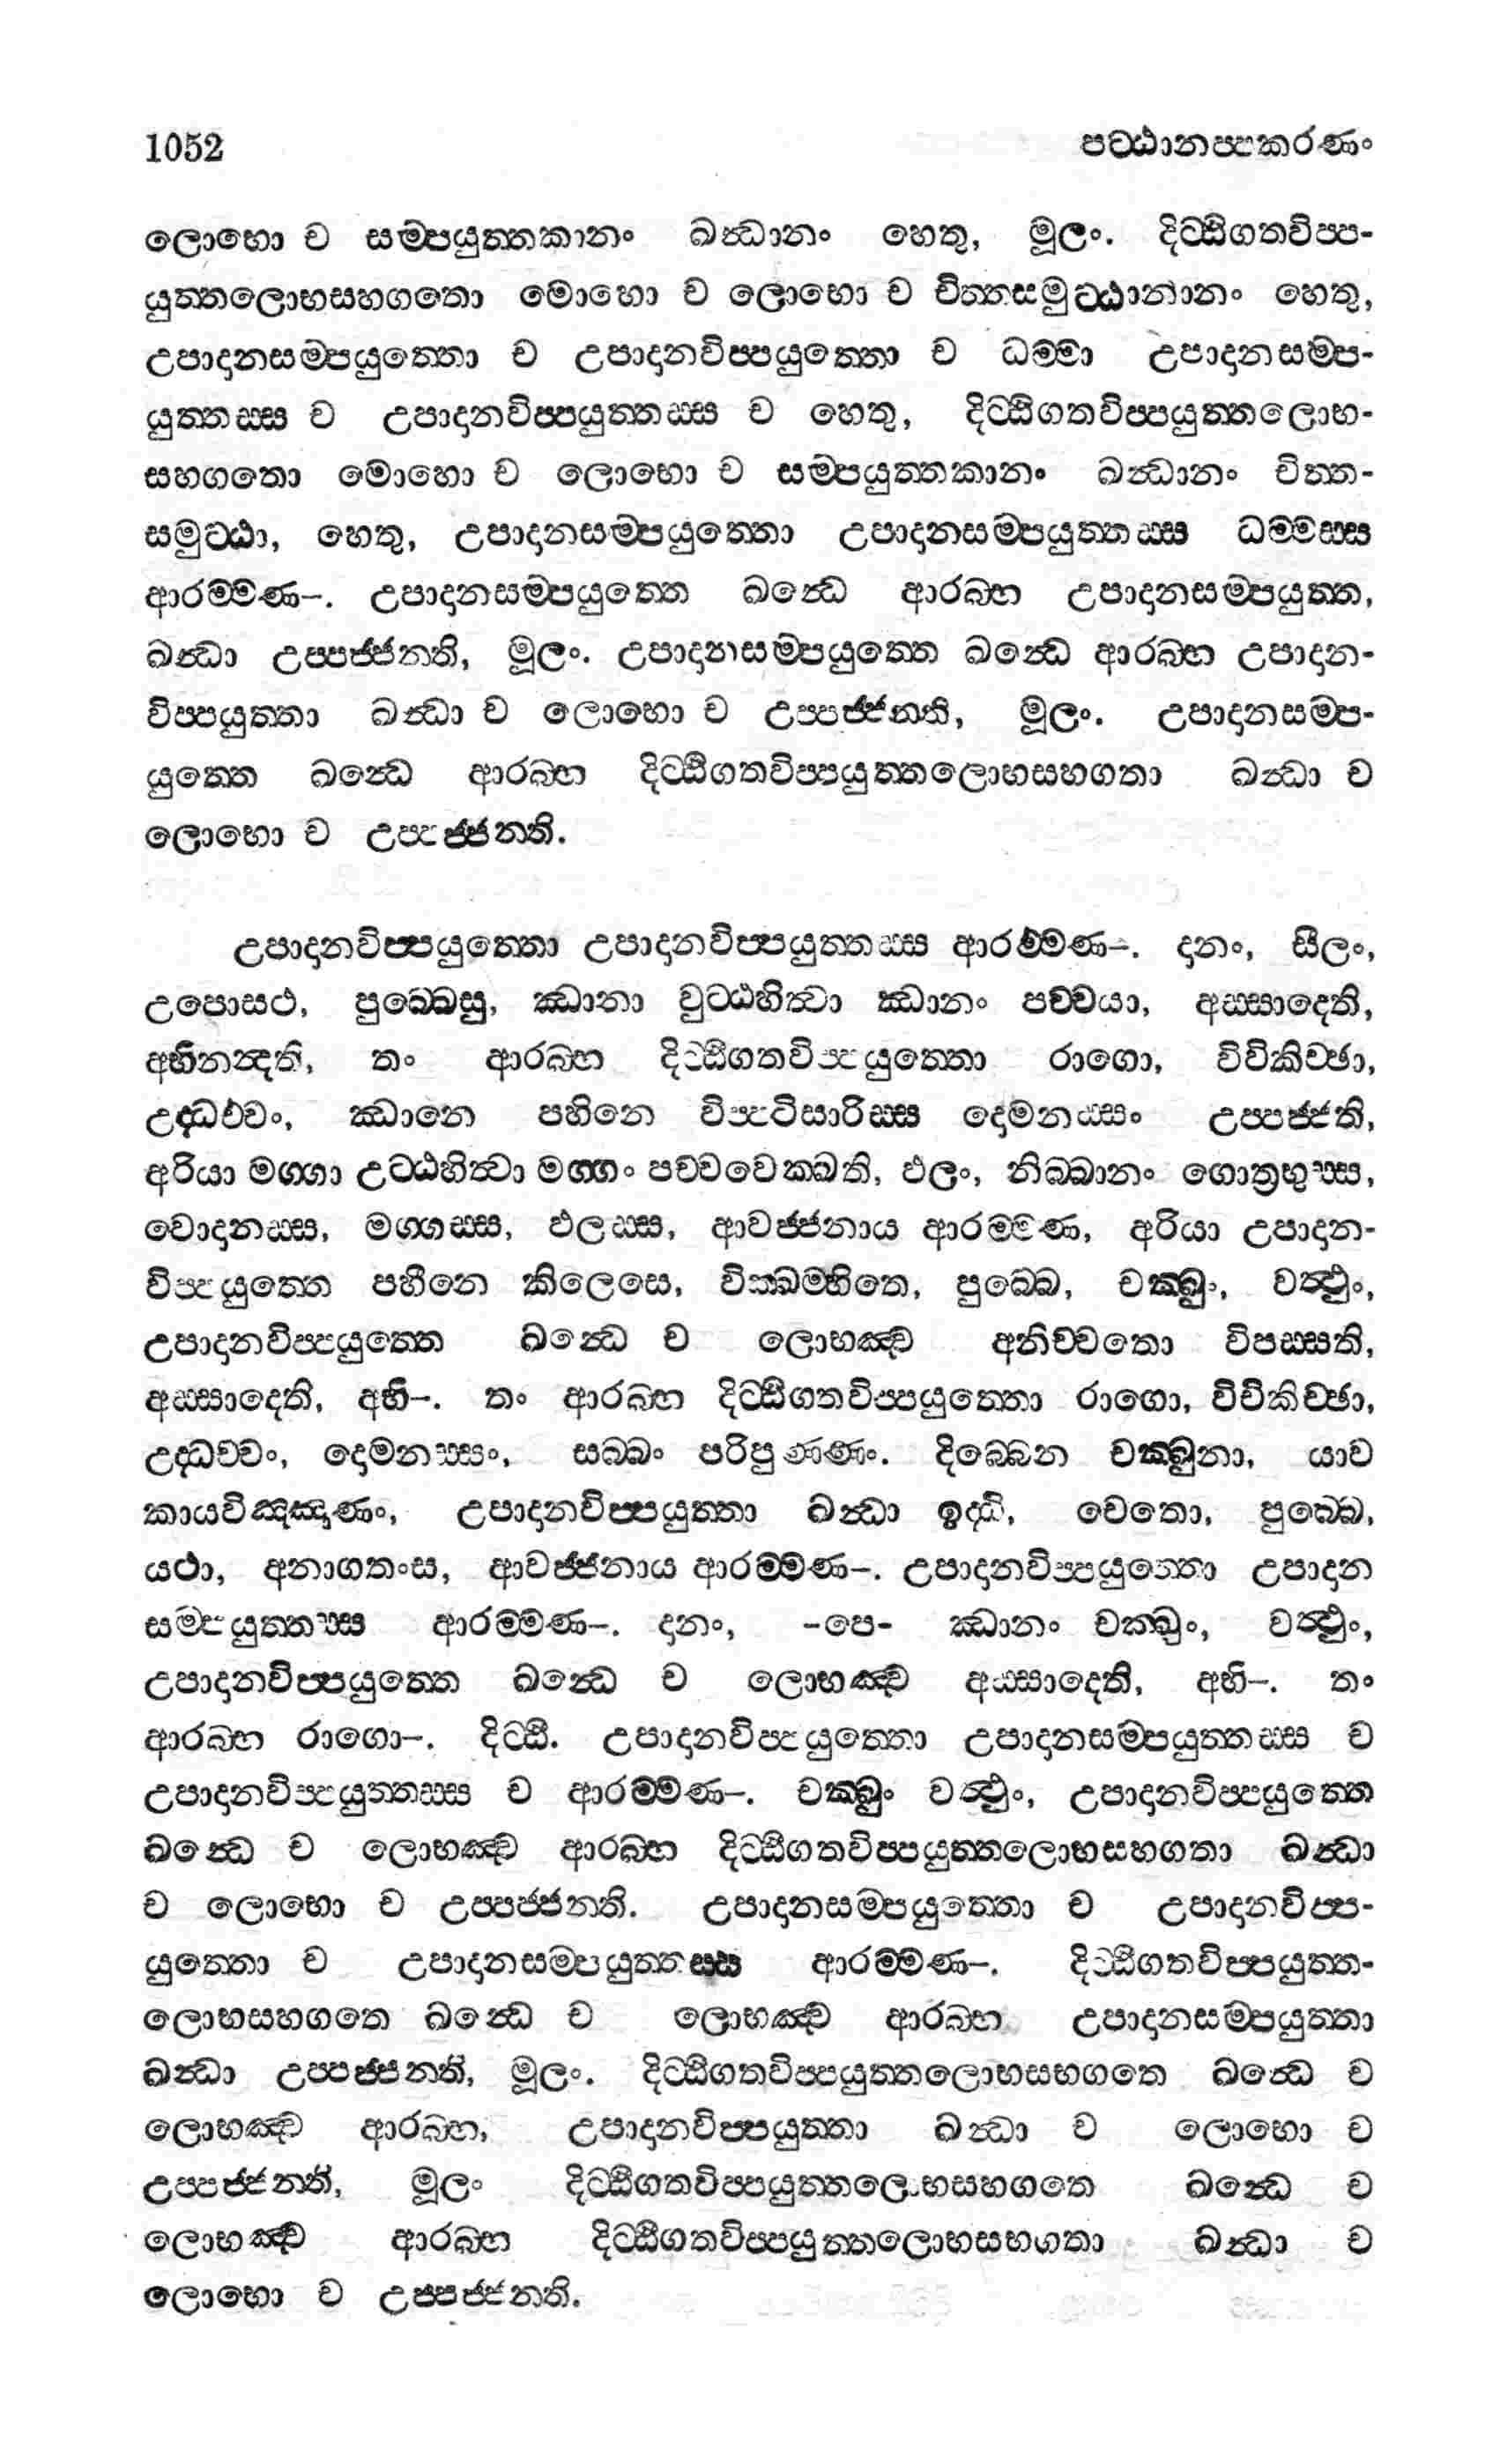 1052 පට්ඨානප්පකරණං
ලොභො ච සම්පයුත්තකානං ඛන්ධානං හෙතු, මූලං. දිට්ඨිගතවිප්ප-
යුත්තලොභසහගතො මොහො ච ලොභො ච චිත්තසමුට්ඨානානං හෙතු,
උපාදානසම්පයුත්තො ච උපාදානවිප්පයුත්තො ච ධම්මා උපාදානසම්ප-
යුත්තස්ස ච උපාදානවිප්පයුත්තස්ස ච හෙතු, දිට්ඨිගතවිප්පයුත්තලොභ-
සහගතො මොහො ච ලොභො ච සම්පයුත්තකානං ඛන්ධානං චිත්ත-
සමුට්ඨා, හෙතු, උපාදානසම්පයුත්තො උපාදානසම්පයුත්තස්ස ධම්මස්ස
ආරම්මණ-. උපාදානසම්පයුත්තෙ ඛන්ධෙ ආරබ්භ උපාදානසම්පයුත්ත,
ඛන්ධා උප්පජ්ජන්ති, මූලං. උපාදානසම්පයුත්තෙ ඛන්ධෙ ආරබ්භ උපාදාන-
විප්පයුත්තා ඛන්ධා ච ලොභො ච උප්පජ්ජන්ති, මූලං. උපාදානසම්ප-
යුත්තෙ ඛන්ධෙ ආරබ්භ දිට්ඨිගතවිප්පයුත්තලොභසහගතා ඛන්ධා ච
ලොභො ච උප්පජ්ජන්ති.
උපාදානවිප්පයුත්තො උපාදානවිප්පයුත්තස්ස ආරම්මණ-. දානං, සීලං,
උපොසථ, පුබ්බෙසු, ඣානා වුට්ඨහිත්වා ඣානං පච්චයා, අස්සාදෙති,
අභිනන්දති, තං ආරබ්භ දිට්ඨිගතවිප්පයුත්තො රාගො, විචිකිච්ඡා,
උද්ධච්චං, ඣානෙ පහිනෙ විප්පටිසාරිස්ස දොමනස්සං උප්පජ්ජති,
අරියා මග්ගා උට්ඨහිත්වා මග්ගං පච්චවෙක්ඛති, ඵලං, නිබ්බානං ගොත්‍රභුස්ස,
වොදානස්ස, මග්ගස්ස, ඵලස්ස, ආවජ්ජනාය ආරම්මණ, අරියා උපාදාන-
විප්පයුත්තෙ පහීනෙ කිලෙසෙ, වික්ඛම්භිතෙ, පුබ්බෙ, චක්ඛුං, වත්ථුං,
උපාදානවිප්පයුත්තෙ ඛන්ධෙ ච ලොභඤ්ච අනිච්චතො විපස්සති,
අස්සාදෙති, අභි-. තං ආරබ්භ දිට්ඨිගතවිප්පයුත්තො රාගො, විචිකිච්ඡා,
උද්ධච්චං, දොමනස්සං, සබ්බං පරිපුණ්ණං. දිබ්බෙන චක්ඛුනා, යාව
කායවිඤ්ඤාණං, උපාදානවිප්පයුත්තා ඛන්ධා ඉද්ධි, චෙතො, පුබ්බෙ,
යථා, අනාගතංස, ආවජ්ජනාය ආරම්මණ-. උපාදානවිප්පයුත්තො උපාදාන
සම්පයුත්තස්ස ආරම්මණ-. දානං, -පෙ- ඣානං චක්ඛුං, වත්ථුං,
උපාදානවිප්පයුත්තෙ ඛන්ධෙ ච ලොභඤ්ච අස්සාදෙති, අභි-. තං
ආරබ්භ රාගො-. දිට්ඨි. උපාදානවිප්පයුත්තො උපාදානසම්පයුත්තස්ස ච
උපාදානවිප්පයුත්තස්ස ච ආරම්මණ-. චක්ඛුං වත්ථුං, උපාදානවිප්පයුත්තෙ
ඛන්ධෙ ච ලොභඤ්ච ආරබ්භ දිට්ඨිගතවිප්පයුත්තලොභසහගතා ඛන්ධා
ච ලොභො ච උප්පජ්ජන්ති. උපාදානසම්පයුත්තො ච උපාදානවිප්ප-
යුත්තො ච උපාදානසම්පයුත්තස්ස ආරම්මණ-. දිට්ඨිගතවිප්පයුත්ත-
ලොභසහගතෙ ඛන්ධෙ ච ලොභඤ්ච ආරබ්භ උපාදානසම්පයුත්තා
ඛන්ධා උප්පජ්ජන්ති, මූලං. දිට්ඨිගතවිප්පයුත්තලොභසභගතෙ ඛන්ධෙ ච
ලොභඤ්ච ආරබ්භ, උපාදානවිප්පයුත්තා ඛන්ධා ච ලොභො ච
උප්පජ්ජන්ති, මූලං දිට්ඨිගතවිප්පයුත්තලොභසහගතෙ ඛන්ධෙ ච
ලොභඤ්ච ආරබ්භ දිට්ඨිගතවිප්පයුත්තලොභසභගතා ඛන්ධා ච
ලොභො ච උප්පජ්ජන්ති.